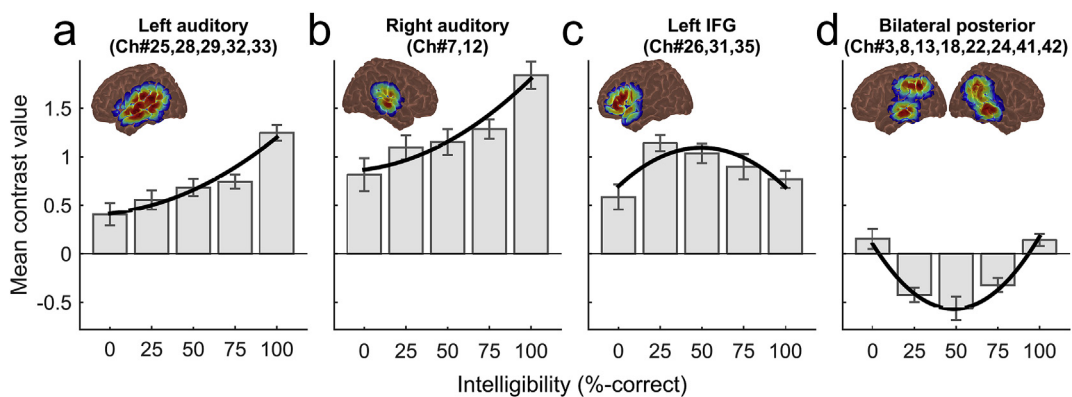 a
Left auditory
(Ch#25,28,29,32,33)
b
Right auditory
(Ch#7,12)
c
Left IFG
(Ch#26,31,35)
d
Bilateral posterior
(Ch#3,8,13,18,22,24,41,42)
Mean contrast value
1.5
1
0.5
0
-0.5
0 25 50 75 100
0 25 50 75 100
0 25 50 75 100
0 25 50 75 100
Intelligibility (%-correct)